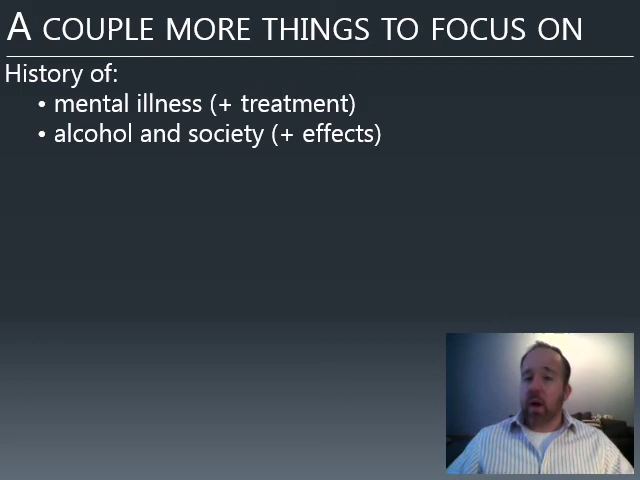 A COUPLE MORE THINGS TO FOCUS ON
History of:
• mental illness (+ treatment)
• alcohol and society (+ effects)